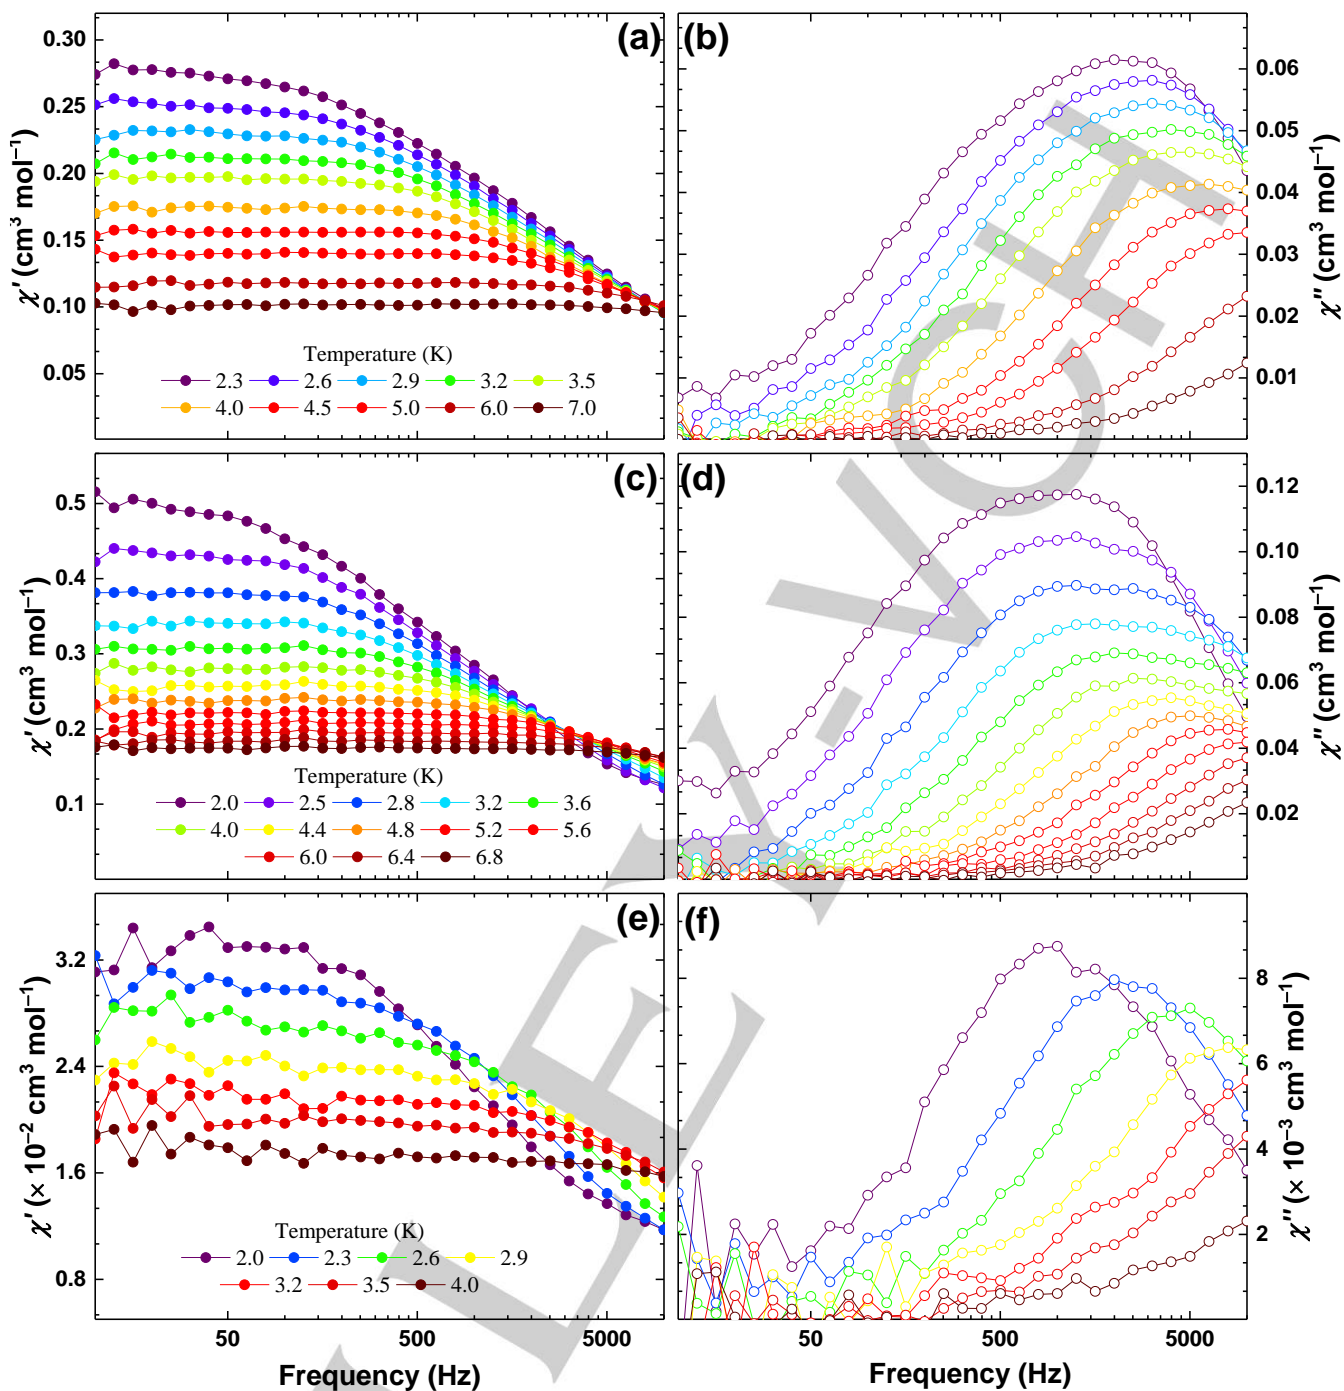 (a)
0.30
0.25
0.20
0.15
0.10
0.05
χ′ (cm³ mol⁻¹)
Temperature (K)
2.3 2.6 2.9 3.2 3.5
4.0 4.5 5.0 6.0 7.0
(b)
0.06
0.05
0.04
0.03
0.02
0.01
χ″ (cm³ mol⁻¹)
(c)
0.5
0.4
0.3
0.2
0.1
χ′ (cm³ mol⁻¹)
Temperature (K)
2.0 2.5 2.8 3.2 3.6
4.0 4.4 4.8 5.2 5.6
6.0 6.4 6.8
(d)
0.12
0.10
0.08
0.06
0.04
0.02
χ″ (cm³ mol⁻¹)
(e)
3.2
2.4
1.6
0.8
χ′ (× 10⁻² cm³ mol⁻¹)
Temperature (K)
2.0 2.3 2.6 2.9
3.2 3.5 4.0
50 500 5000
Frequency (Hz)
(f)
8
6
4
2
χ″ (× 10⁻³ cm³ mol⁻¹)
50 500 5000
Frequency (Hz)
LEY-VCH